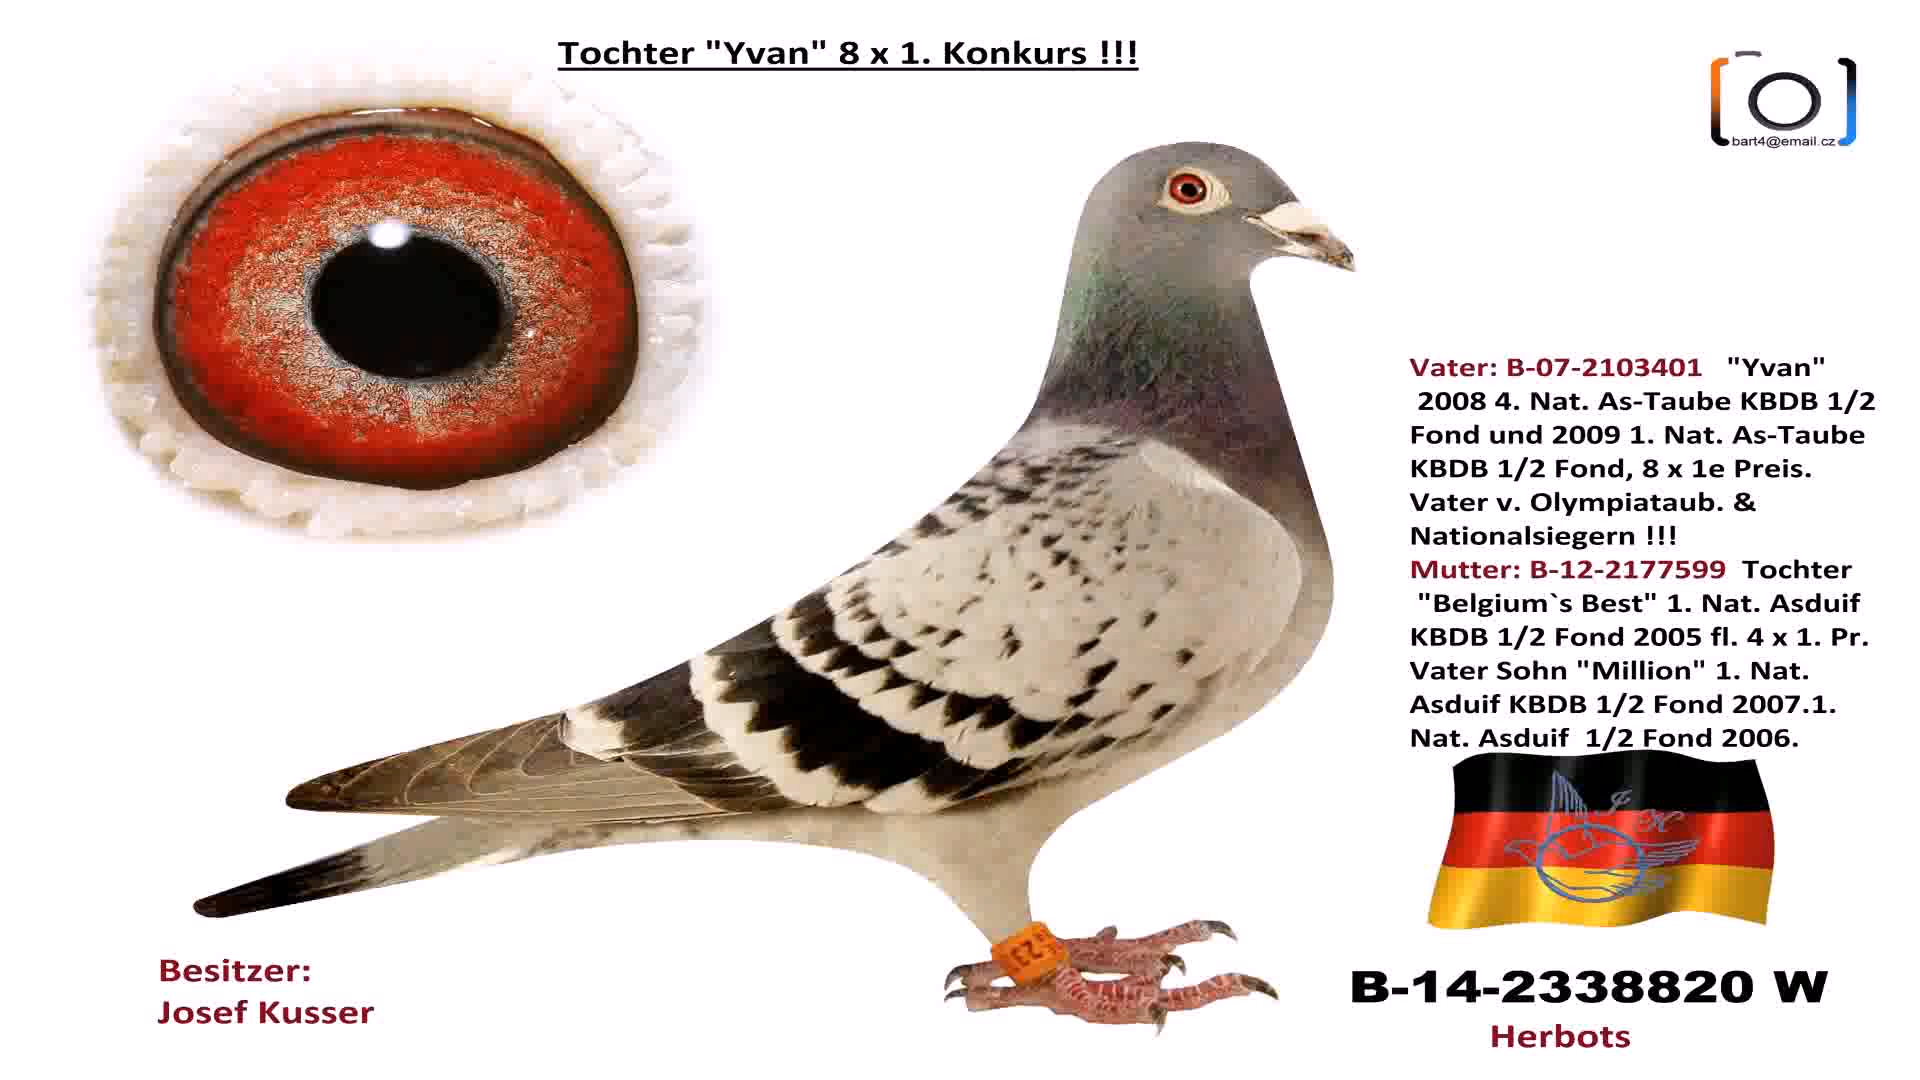 Tochter "Yvan" 8 x 1. Konkurs !!!
bart4@email.cz
Vater: B-07-2103401 "Yvan"
2008 4. Nat. As-Taube KBDB 1/2
Fond und 2009 1. Nat. As-Taube
KBDB 1/2 Fond, 8 x 1e Preis.
Vater v. Olympiataub. &
Nationalsiegern !!!
Mutter: B-12-2177599 Tochter
"Belgium`s Best" 1. Nat. Asduif
KBDB 1/2 Fond 2005 fl. 4 x 1. Pr.
Vater Sohn "Million" 1. Nat.
Asduif KBDB 1/2 Fond 2007.1.
Nat. Asduif 1/2 Fond 2006.
Besitzer:
Josef Kusser
B-14-2338820 W
Herbots